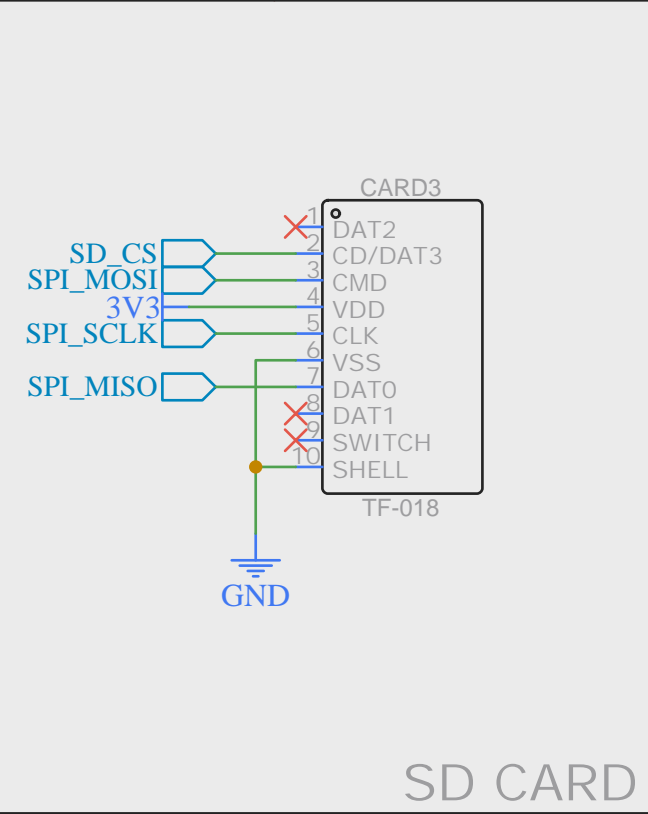 CARD3
1 DAT2
SD_CS 2 CD/DAT3
SPI_MOSI 3 CMD
3V3 4 VDD
SPI_SCLK 5 CLK
6 VSS
SPI_MISO 7 DAT0
8 DAT1
9 SWITCH
10 SHELL
TF-018
GND
SD CARD